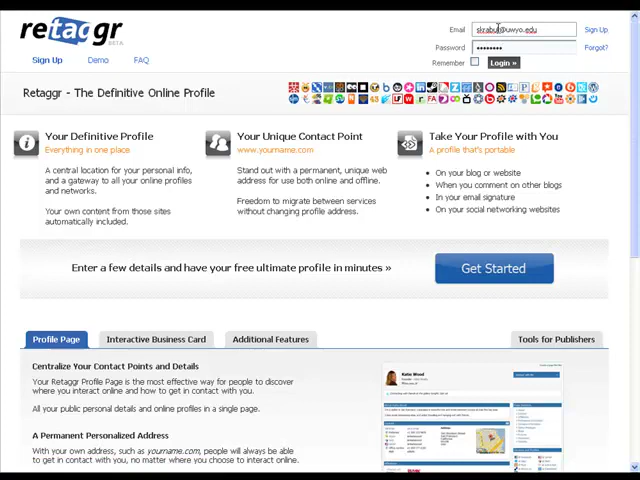 retaggr
BETA
Email skrabut@uwyo.edu Sign Up
Password •••••••• Forgot?
Remember Login »
Sign Up Demo FAQ
Retaggr - The Definitive Online Profile
Your Definitive Profile
Everything in one place
A central location for your personal info,
and a gateway to all your online profiles
and networks.
Your own content from those sites
automatically included.
Your Unique Contact Point
www.yourname.com
Stand out with a permanent, unique web
address for use both online and offline.
Freedom to migrate between services
without changing profile address.
Take Your Profile with You
A profile that's portable
On your blog or website
When you comment on other blogs
In your email signature
On your social networking websites
Enter a few details and have your free ultimate profile in minutes »
Get Started
Profile Page Interactive Business Card Additional Features Tools for Publishers
Centralize Your Contact Points and Details
Your Retaggr Profile Page is the most effective way for people to discover
where you interact online and how to get in contact with you.
All your public personal details and online profiles in a single page.
A Permanent Personalized Address
With your own address, such as yourname.com, people will always be able
to get in contact with you, no matter where you choose to interact online.
Katie Wood